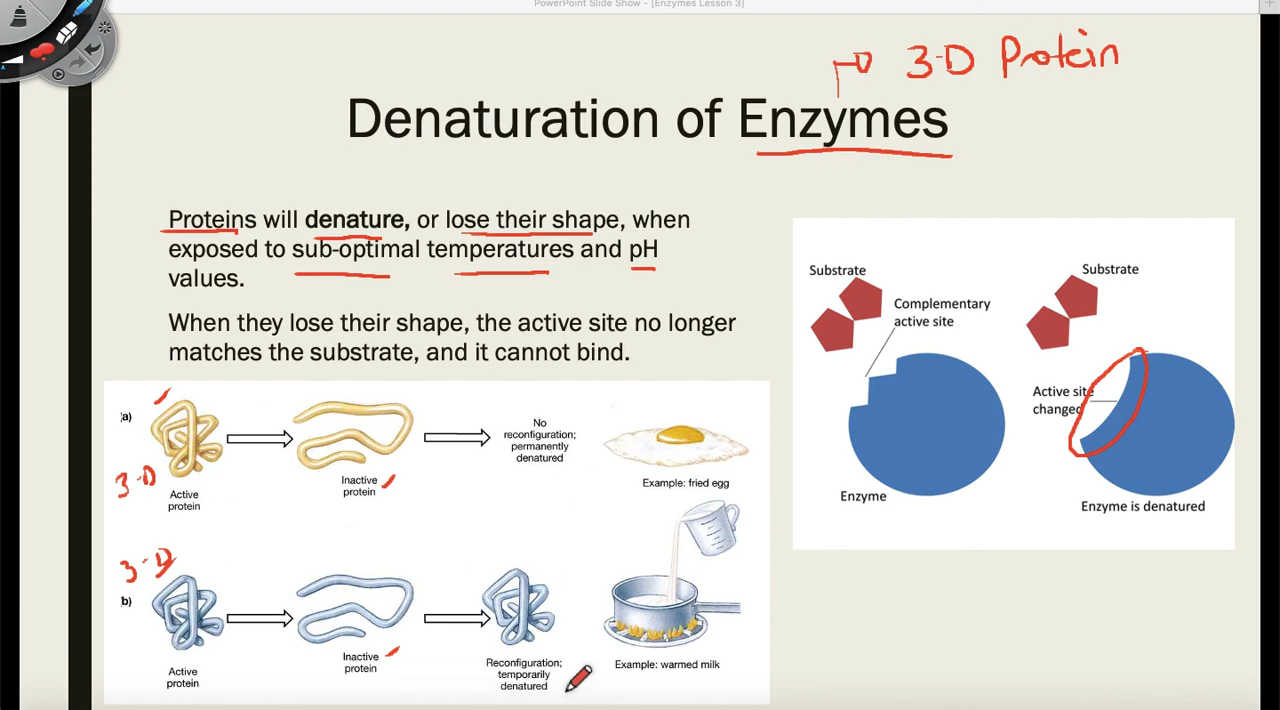 PowerPoint Slide Show - [Enzymes Lesson 3]
3-D Protein
Denaturation of Enzymes
Proteins will denature, or lose their shape, when
exposed to sub-optimal temperatures and pH
values.
When they lose their shape, the active site no longer
matches the substrate, and it cannot bind.
(a)
3-D
Active
protein
Inactive
protein
No
reconfiguration;
permanently
denatured
Example: fried egg
3-D
b)
Active
protein
Inactive
protein
Reconfiguration;
temporarily
denatured
Example: warmed milk
Substrate
Complementary
active site
Enzyme
Substrate
Active site
changed
Enzyme is denatured